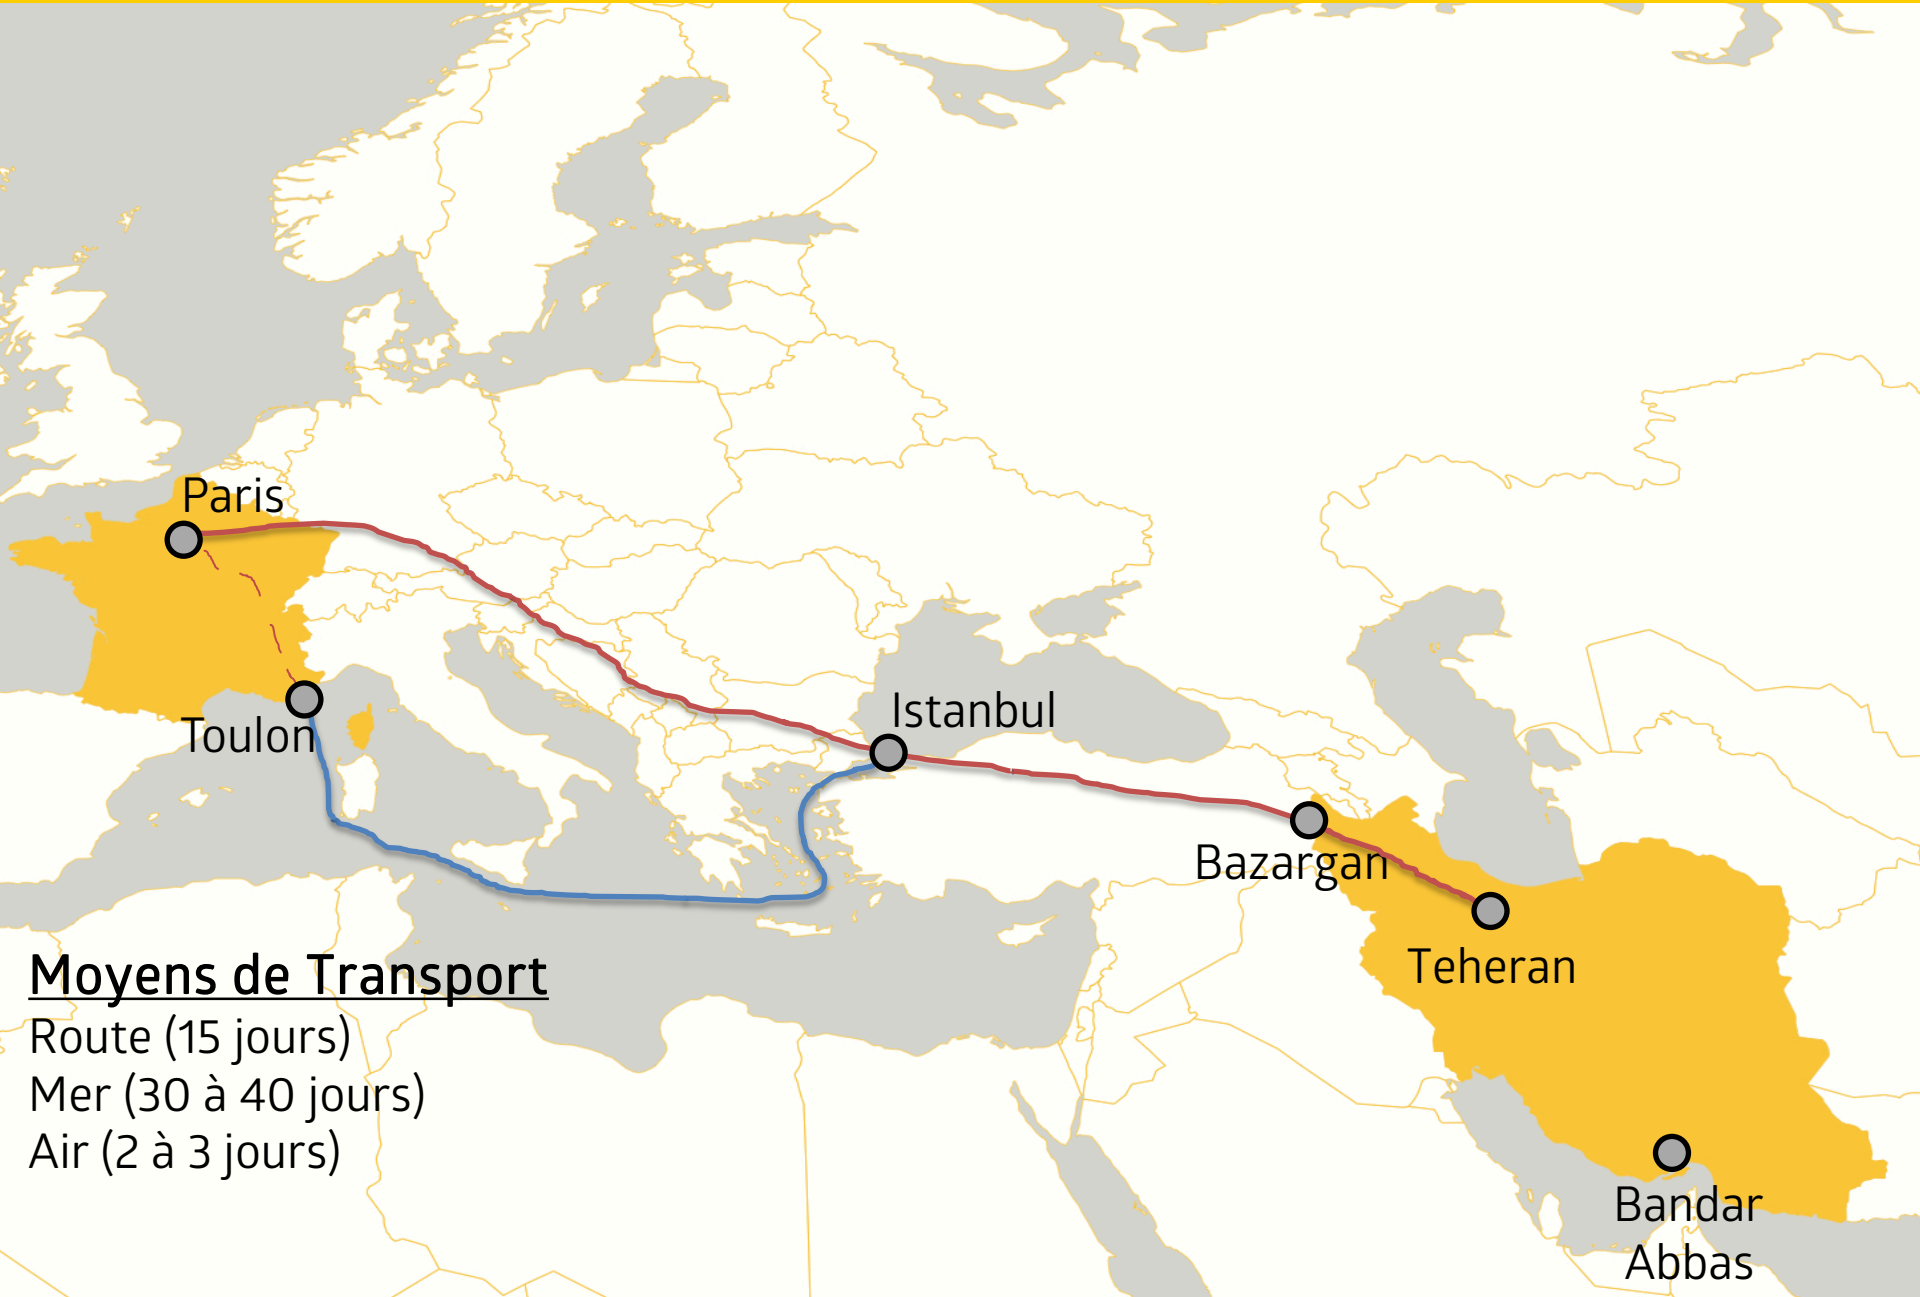 Paris
Toulon
Istanbul
Bazargan
Teheran
Moyens de Transport
Route (15 jours)
Mer (30 à 40 jours)
Air (2 à 3 jours)
Bandar
Abbas